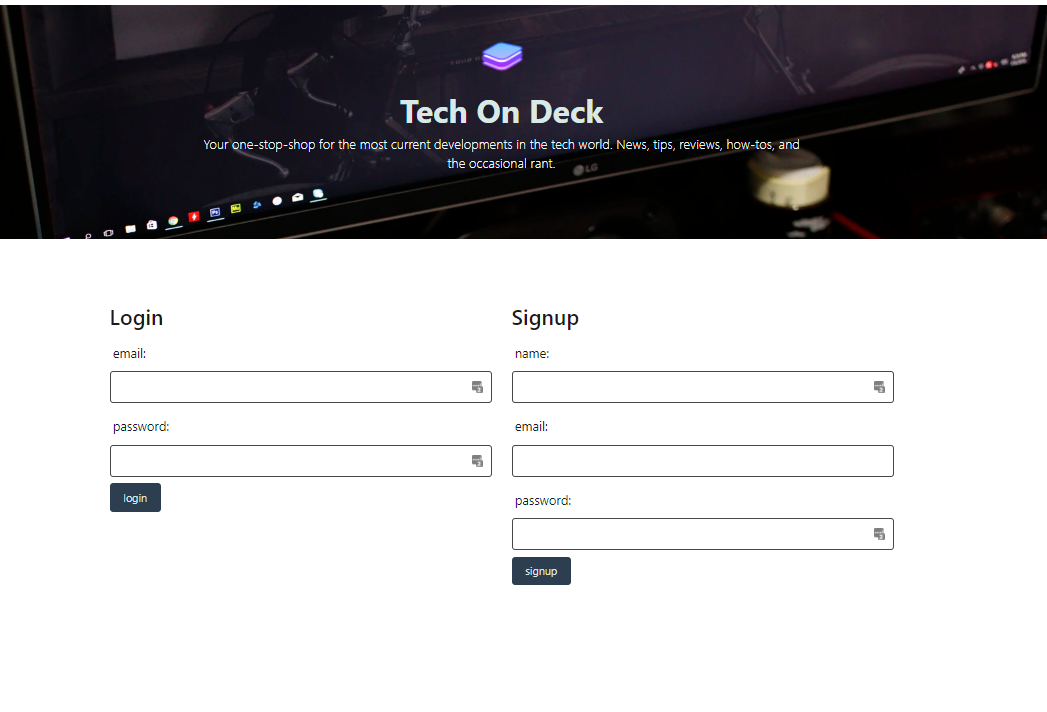 Tech On Deck
Your one-stop-shop for the most current developments in the tech world. News, tips, reviews, how-tos, and
the occasional rant.
LG
Login
email:
password:
login
Signup
name:
email:
password:
signup